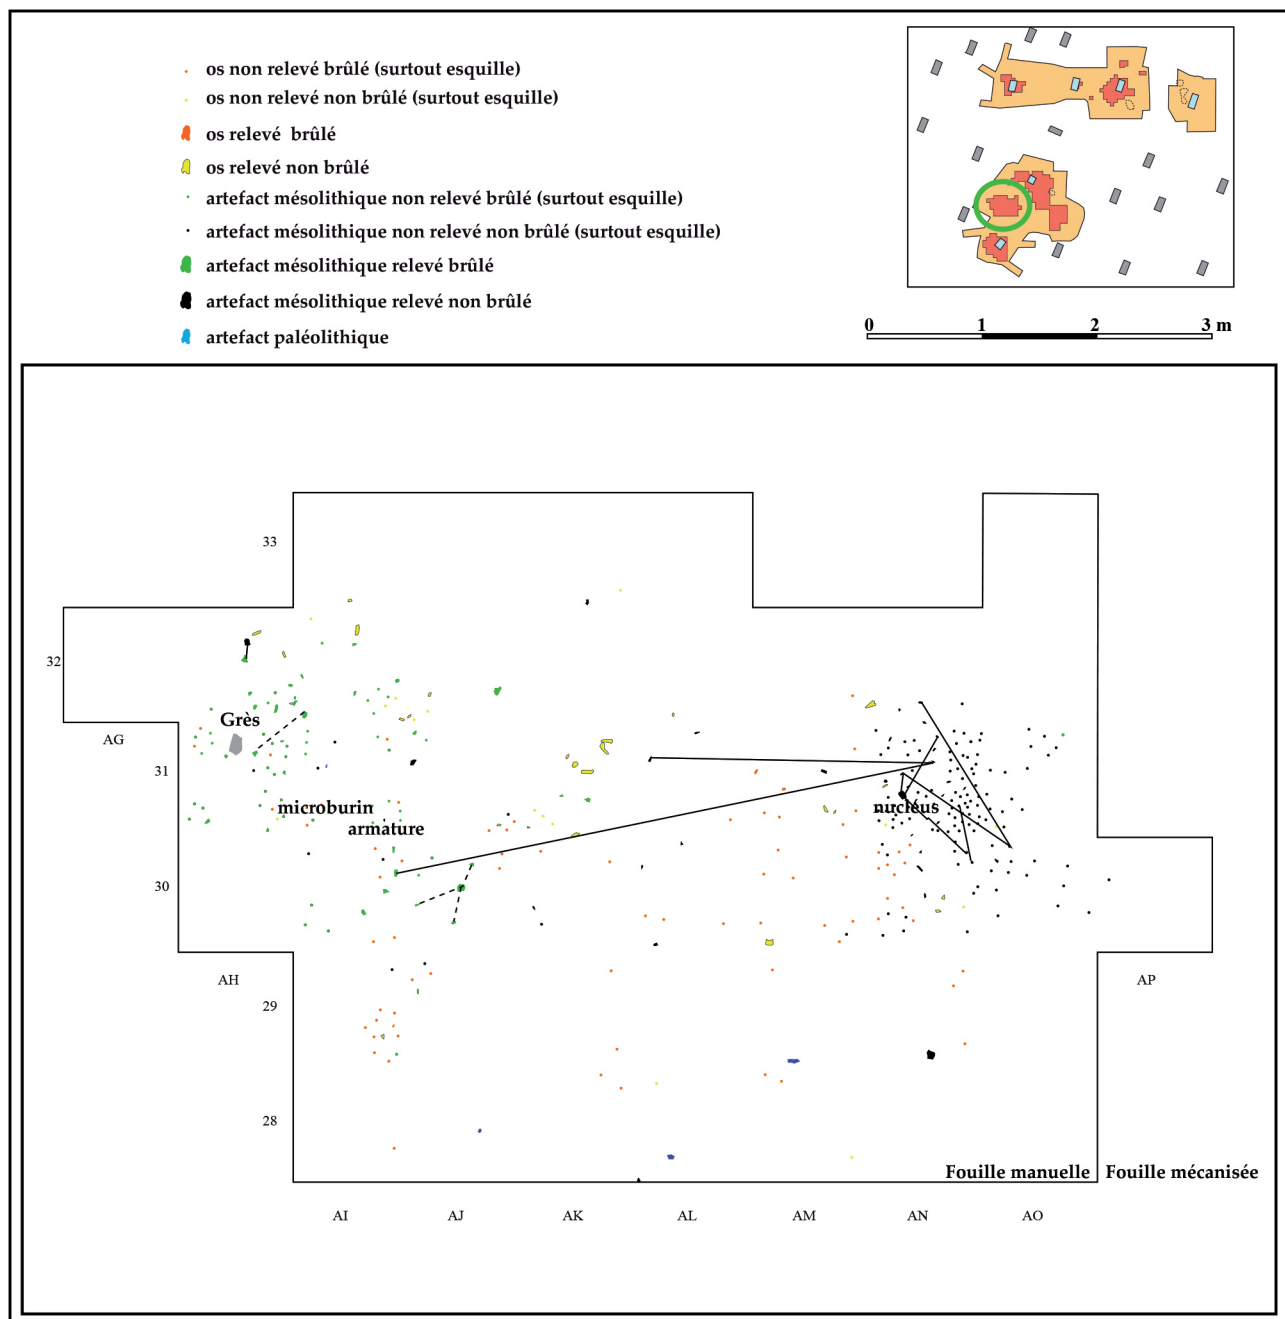 os non relevé brûlé (surtout esquille)
os non relevé non brûlé (surtout esquille)
os relevé  brûlé
os relevé non brûlé
artefact mésolithique non relevé brûlé (surtout esquille)
artefact mésolithique non relevé non brûlé (surtout esquille)
artefact mésolithique relevé brûlé
artefact mésolithique relevé non brûlé
artefact paléolithique
0 1 2 3 m
33
32
Grès
AG
31
microburin
nucléus
armature
30
AH
AP
29
28
Fouille manuelle
Fouille mécanisée
AI AJ AK AL AM AN AO